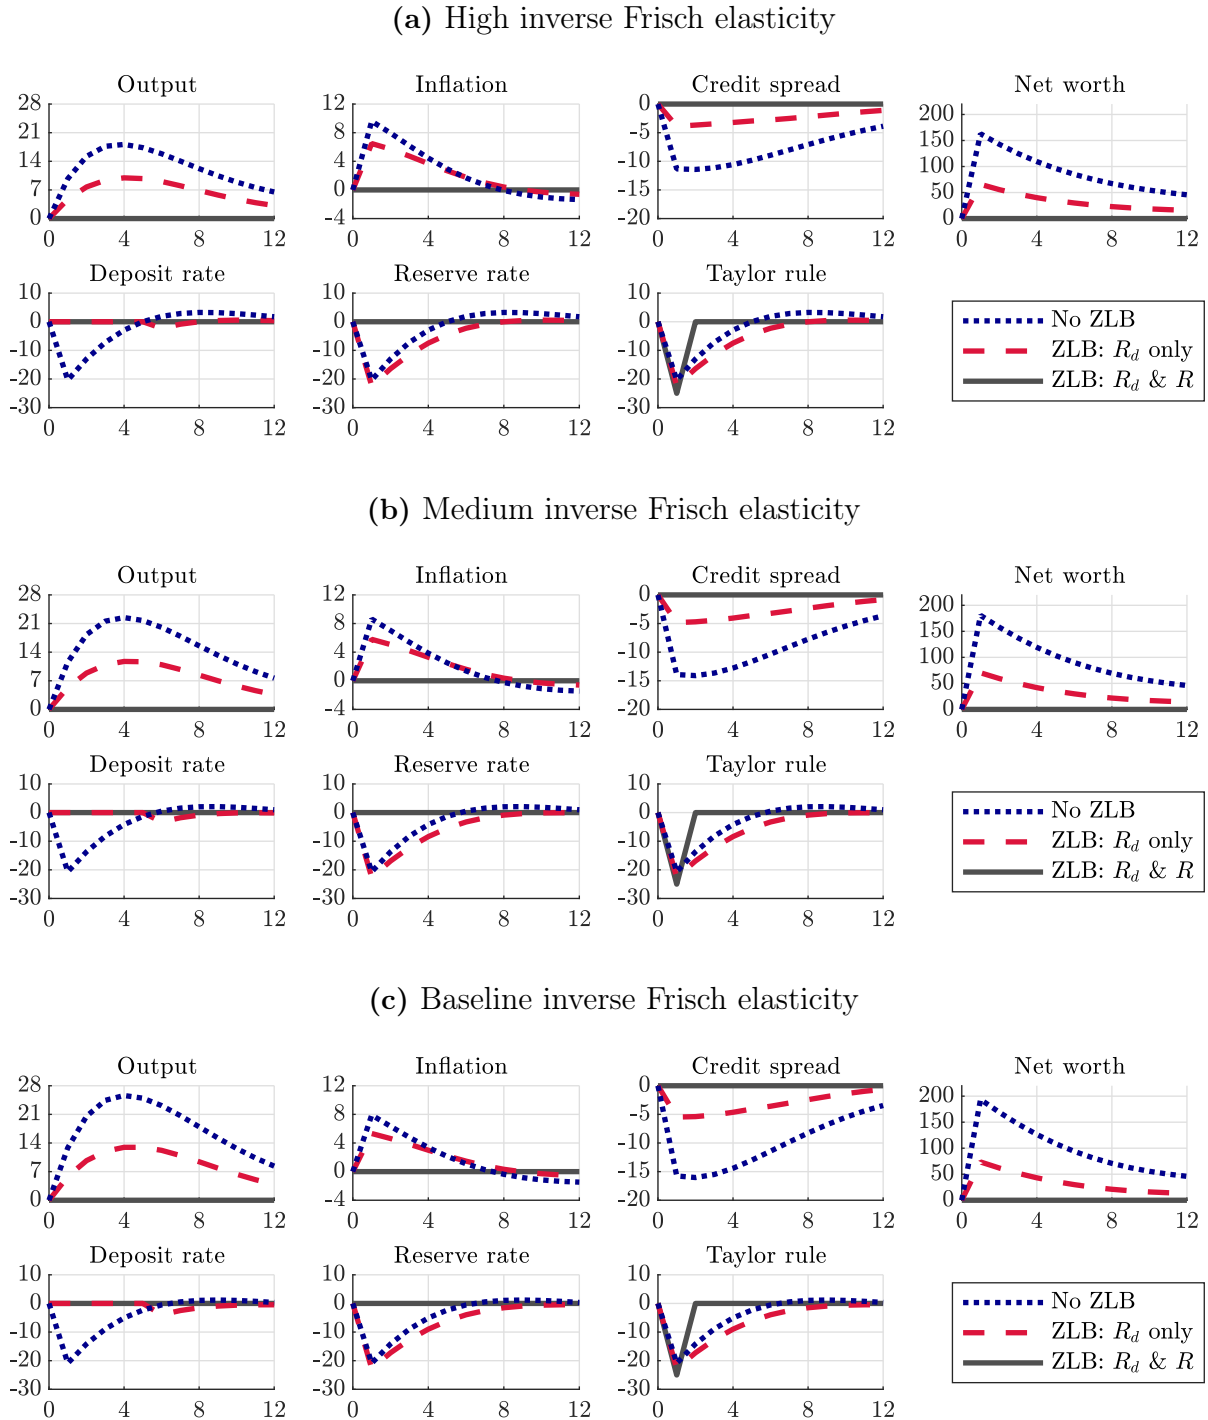 (a) High inverse Frisch elasticity
Output
Inflation
Credit spread
Net worth
28
21
14
7
0
0 4 8 12
12
8
4
0
-4
0 4 8 12
0
-5
-10
-15
-20
0 4 8 12
200
150
100
50
0
0 4 8 12
Deposit rate
Reserve rate
Taylor rule
10
0
-10
-20
-30
0 4 8 12
10
0
-10
-20
-30
0 4 8 12
10
0
-10
-20
-30
0 4 8 12
No ZLB
ZLB: R_d only
ZLB: R_d & R
(b) Medium inverse Frisch elasticity
Output
Inflation
Credit spread
Net worth
28
21
14
7
0
0 4 8 12
12
8
4
0
-4
0 4 8 12
0
-5
-10
-15
-20
0 4 8 12
200
150
100
50
0
0 4 8 12
Deposit rate
Reserve rate
Taylor rule
10
0
-10
-20
-30
0 4 8 12
10
0
-10
-20
-30
0 4 8 12
10
0
-10
-20
-30
0 4 8 12
No ZLB
ZLB: R_d only
ZLB: R_d & R
(c) Baseline inverse Frisch elasticity
Output
Inflation
Credit spread
Net worth
28
21
14
7
0
0 4 8 12
12
8
4
0
-4
0 4 8 12
0
-5
-10
-15
-20
0 4 8 12
200
150
100
50
0
0 4 8 12
Deposit rate
Reserve rate
Taylor rule
10
0
-10
-20
-30
0 4 8 12
10
0
-10
-20
-30
0 4 8 12
10
0
-10
-20
-30
0 4 8 12
No ZLB
ZLB: R_d only
ZLB: R_d & R